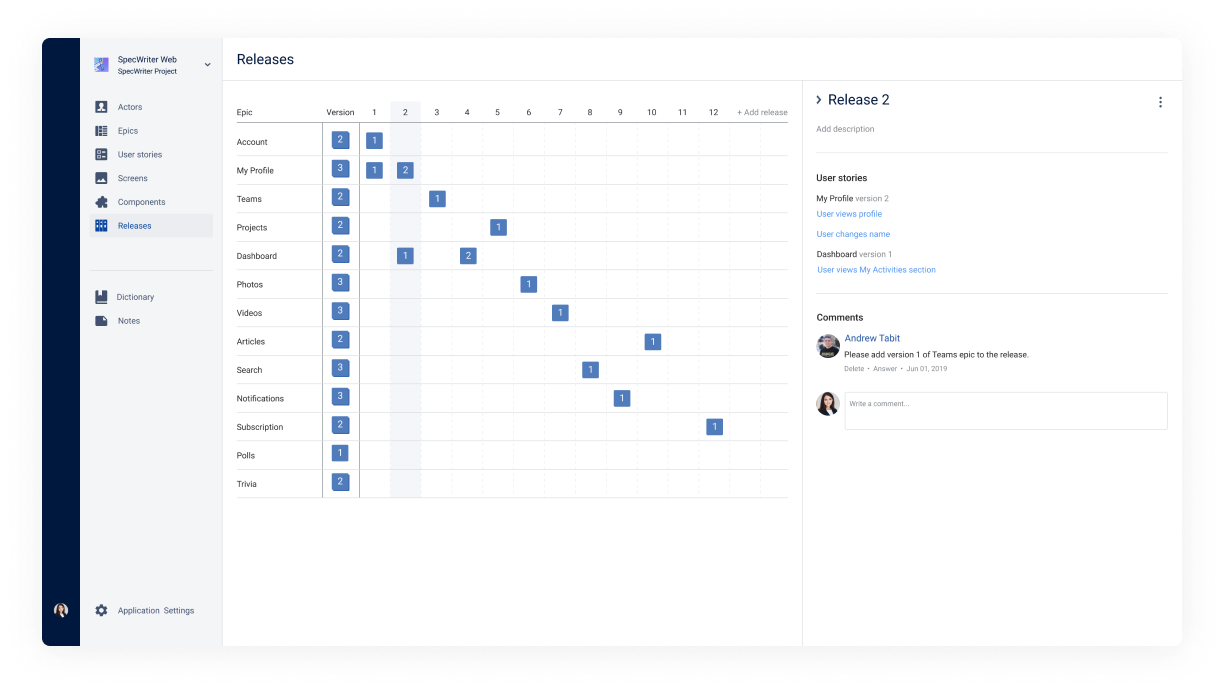 SpecWriter Web
SpecWriter Project
Actors
Epics
User stories
Screens
Components
Releases
Dictionary
Notes
Application Settings
Releases
Epic Version 1 2 3 4 5 6 7 8 9 10 11 12 + Add release
Account 2 1
My Profile 3 1 2
Teams 2 1
Projects 2 1
Dashboard 2 1 2
Photos 3 1
Videos 3 1
Articles 2 1
Search 3 1
Notifications 3 1
Subscription 2 1
Polls 1
Trivia 2
Release 2
Add description
User stories
My Profile version 2
User views profile
User changes name
Dashboard version 1
User views My Activities section
Comments
Andrew Tabit
Please add version 1 of Teams epic to the release.
Delete • Answer • Jun 01, 2019
Write a comment...